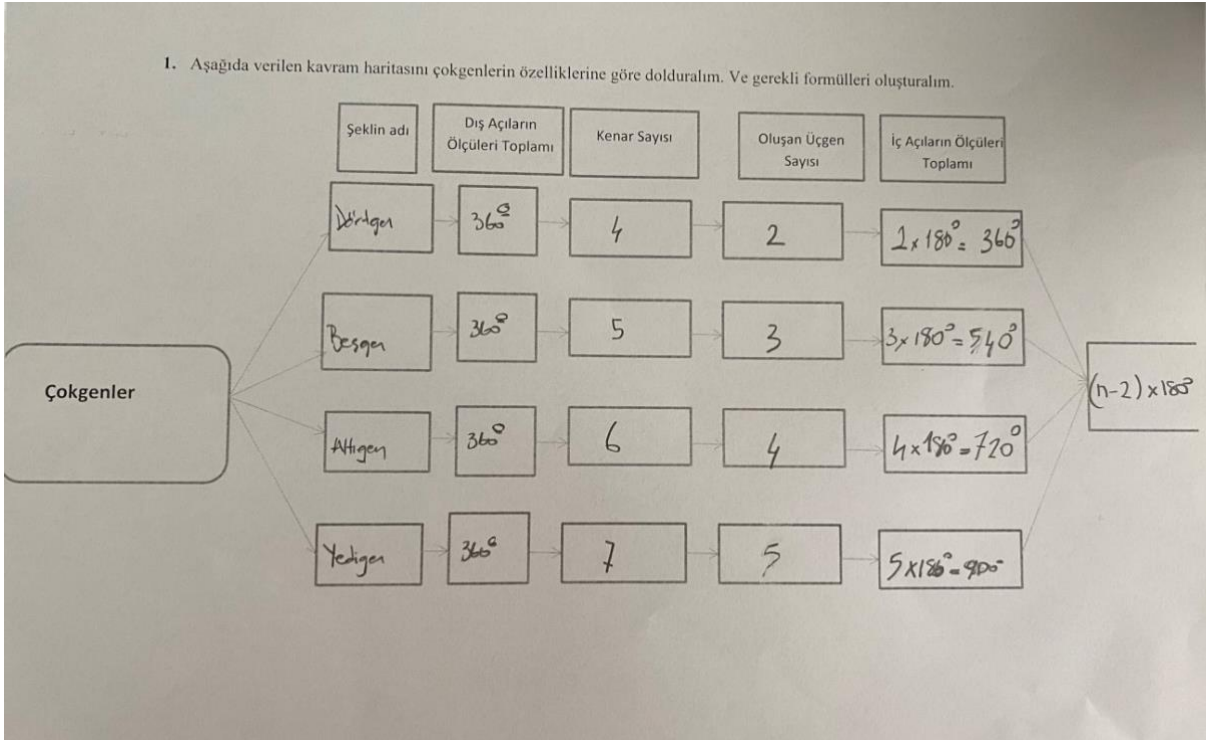 1. Aşağıda verilen kavram haritasını çokgenlerin özelliklerine göre dolduralım. Ve gerekli formülleri oluşturalım.
Şeklin adı
Dış Açıların
Ölçüleri Toplamı
Kenar Sayısı
Oluşan Üçgen
Sayısı
İç Açıların Ölçüleri
Toplamı
Dörtgen
360°
4
2
2x180°= 360°
Beşgen
360°
5
3
3x180°=540°
Çokgenler
(n-2)x180°
Altıgen
360°
6
4
4x180°=720°
Yedigen
360°
7
5
5x180°=900°